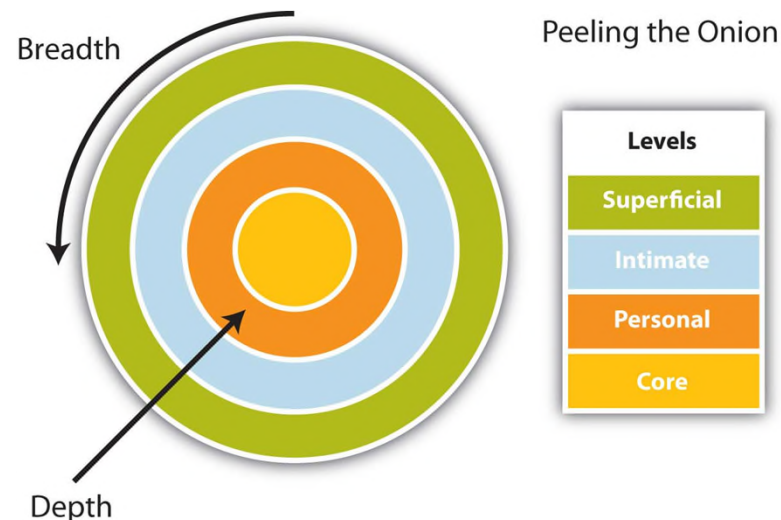 Peeling the Onion
Breadth
Levels
Superficial
Intimate
Personal
Core
Depth